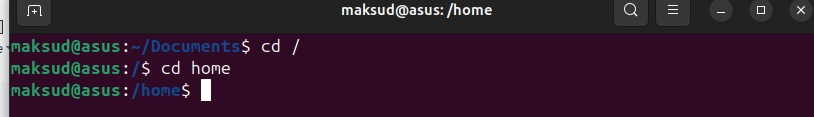 maksud@asus: /home
maksud@asus:~/Documents$ cd /
maksud@asus:/$ cd home
maksud@asus:/home$